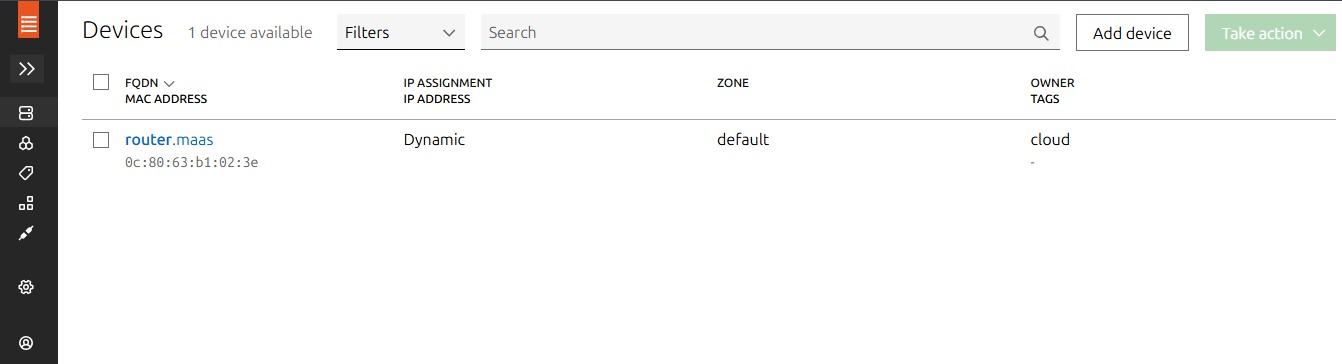 Devices 1 device available Filters Search Add device Take action
FQDN IP ASSIGNMENT ZONE OWNER
MAC ADDRESS IP ADDRESS TAGS
router.maas Dynamic default cloud
0c:80:63:b1:02:3e -